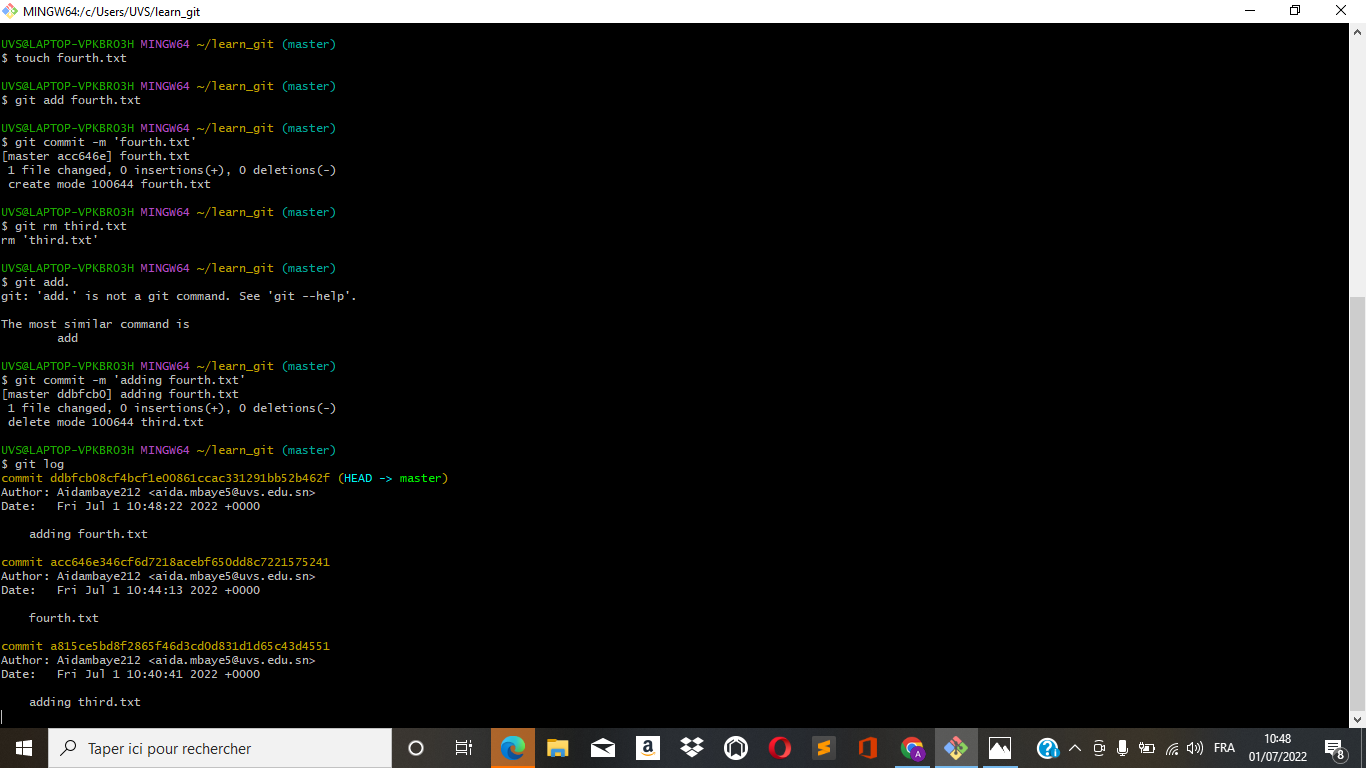 MINGW64:/c/Users/UVS/learn_git
UVS@LAPTOP-VPKBRO3H MINGW64 ~/learn_git (master)
$ touch fourth.txt
UVS@LAPTOP-VPKBRO3H MINGW64 ~/learn_git (master)
$ git add fourth.txt
UVS@LAPTOP-VPKBRO3H MINGW64 ~/learn_git (master)
$ git commit -m 'fourth.txt'
[master acc646e] fourth.txt
 1 file changed, 0 insertions(+), 0 deletions(-)
 create mode 100644 fourth.txt
UVS@LAPTOP-VPKBRO3H MINGW64 ~/learn_git (master)
$ git rm third.txt
rm 'third.txt'
UVS@LAPTOP-VPKBRO3H MINGW64 ~/learn_git (master)
$ git add.
git: 'add.' is not a git command. See 'git --help'.
The most similar command is
        add
UVS@LAPTOP-VPKBRO3H MINGW64 ~/learn_git (master)
$ git commit -m 'adding fourth.txt'
[master ddbfcb0] adding fourth.txt
 1 file changed, 0 insertions(+), 0 deletions(-)
 delete mode 100644 third.txt
UVS@LAPTOP-VPKBRO3H MINGW64 ~/learn_git (master)
$ git log
commit ddbfcb08cf4bcf1e00861ccac331291bb52b462f (HEAD -> master)
Author: Aidambaye212 <aida.mbaye5@uvs.edu.sn>
Date:   Fri Jul 1 10:48:22 2022 +0000
    adding fourth.txt
commit acc646e346cf6d7218acebf650dd8c7221575241
Author: Aidambaye212 <aida.mbaye5@uvs.edu.sn>
Date:   Fri Jul 1 10:44:13 2022 +0000
    fourth.txt
commit a815ce5bd8f2865f46d3cd0d831d1d65c43d4551
Author: Aidambaye212 <aida.mbaye5@uvs.edu.sn>
Date:   Fri Jul 1 10:40:41 2022 +0000
    adding third.txt
Taper ici pour rechercher
FRA
10:48
01/07/2022
8